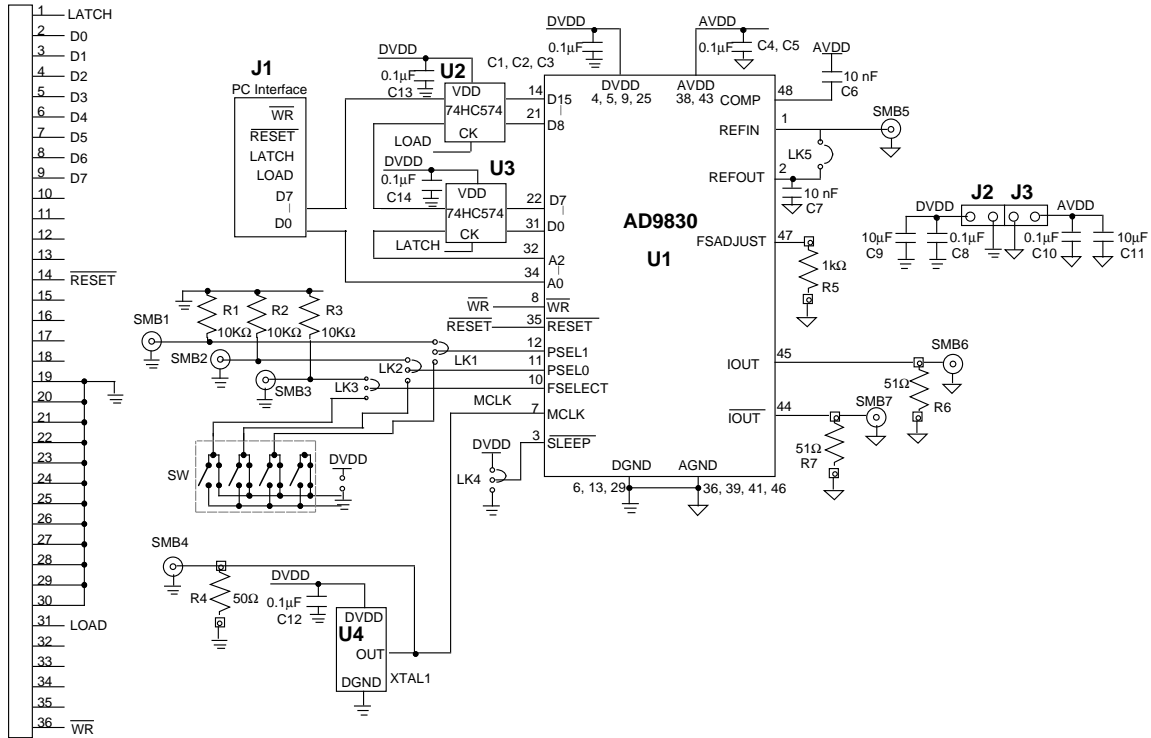 1 LATCH
2 D0
3 D1
4 D2
5 D3
6 D4
7 D5
8 D6
9 D7
10
11
12
13
14 RESET
15
16
17
18
19
20
21
22
23
24
25
26
27
28
29
30
31 LOAD
32
33
34
35
36 WR
J1
PC Interface
WR
RESET
LATCH
LOAD
D7
D0
DVDD
0.1µF
C13
U2
VDD
74HC574
CK
LOAD
DVDD
0.1µF
C14
U3
VDD
74HC574
CK
LATCH
DVDD
0.1µF
C1, C2, C3
AVDD
0.1µF
C4, C5
AVDD
10 nF
C6
DVDD
4, 5, 9, 25
AVDD
38, 43
AD9830
U1
14 D15
21 D8
22 D7
31 D0
32 A2
34 A0
WR 8 WR
RESET 35 RESET
12 PSEL1
11 PSEL0
10 FSELECT
MCLK
7 MCLK
3 SLEEP
DGND
6, 13, 29
AGND
36, 39, 41, 46
COMP 48
REFIN 1
SMB5
LK5
REFOUT 2
10 nF
C7
FSADJUST 47
1kΩ
R5
IOUT 45
SMB6
51Ω
R6
IOUT 44
SMB7
51Ω
R7
J2 J3
DVDD
AVDD
10µF
C9
0.1µF
C8
0.1µF
C10
10µF
C11
SMB1
SMB2
SMB3
R1
10KΩ
R2
10KΩ
R3
10KΩ
LK1
LK2
LK3
SW
DVDD
DVDD
LK4
SMB4
R4
50Ω
DVDD
0.1µF
C12
DVDD
U4
OUT
DGND
XTAL1